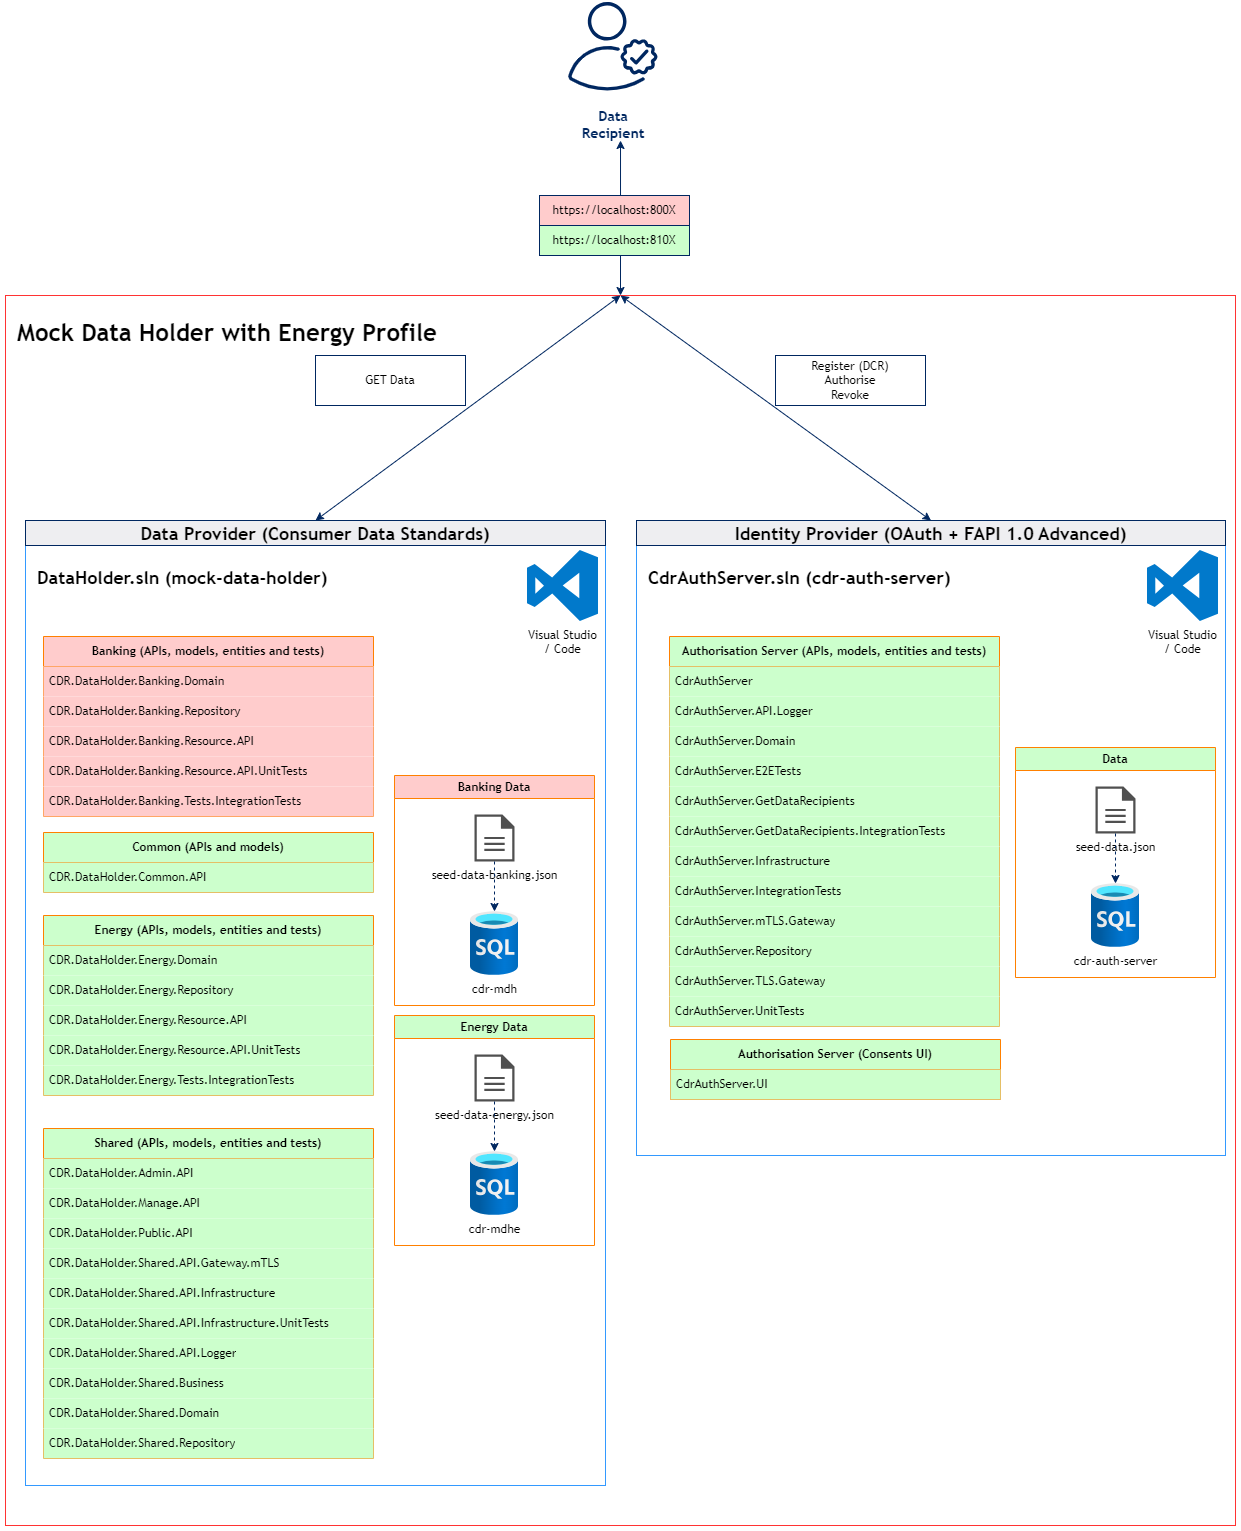 Data
Recipient
https://localhost:800X
https://localhost:810X
Mock Data Holder with Energy Profile
GET Data
Register (DCR)
Authorise
Revoke
Data Provider (Consumer Data Standards)
DataHolder.sln (mock-data-holder)
Visual Studio
/ Code
Banking (APIs, models, entities and tests)
CDR.DataHolder.Banking.Domain
CDR.DataHolder.Banking.Repository
CDR.DataHolder.Banking.Resource.API
CDR.DataHolder.Banking.Resource.API.UnitTests
CDR.DataHolder.Banking.Tests.IntegrationTests
Common (APIs and models)
CDR.DataHolder.Common.API
Energy (APIs, models, entities and tests)
CDR.DataHolder.Energy.Domain
CDR.DataHolder.Energy.Repository
CDR.DataHolder.Energy.Resource.API
CDR.DataHolder.Energy.Resource.API.UnitTests
CDR.DataHolder.Energy.Tests.IntegrationTests
Shared (APIs, models, entities and tests)
CDR.DataHolder.Admin.API
CDR.DataHolder.Manage.API
CDR.DataHolder.Public.API
CDR.DataHolder.Shared.API.Gateway.mTLS
CDR.DataHolder.Shared.API.Infrastructure
CDR.DataHolder.Shared.API.Infrastructure.UnitTests
CDR.DataHolder.Shared.API.Logger
CDR.DataHolder.Shared.Business
CDR.DataHolder.Shared.Domain
CDR.DataHolder.Shared.Repository
Banking Data
seed-data-banking.json
SQL
cdr-mdh
Energy Data
seed-data-energy.json
SQL
cdr-mdhe
Identity Provider (OAuth + FAPI 1.0 Advanced)
CdrAuthServer.sln (cdr-auth-server)
Visual Studio
/ Code
Authorisation Server (APIs, models, entities and tests)
CdrAuthServer
CdrAuthServer.API.Logger
CdrAuthServer.Domain
CdrAuthServer.E2ETests
CdrAuthServer.GetDataRecipients
CdrAuthServer.GetDataRecipients.IntegrationTests
CdrAuthServer.Infrastructure
CdrAuthServer.IntegrationTests
CdrAuthServer.mTLS.Gateway
CdrAuthServer.Repository
CdrAuthServer.TLS.Gateway
CdrAuthServer.UnitTests
Authorisation Server (Consents UI)
CdrAuthServer.UI
Data
seed-data.json
SQL
cdr-auth-server